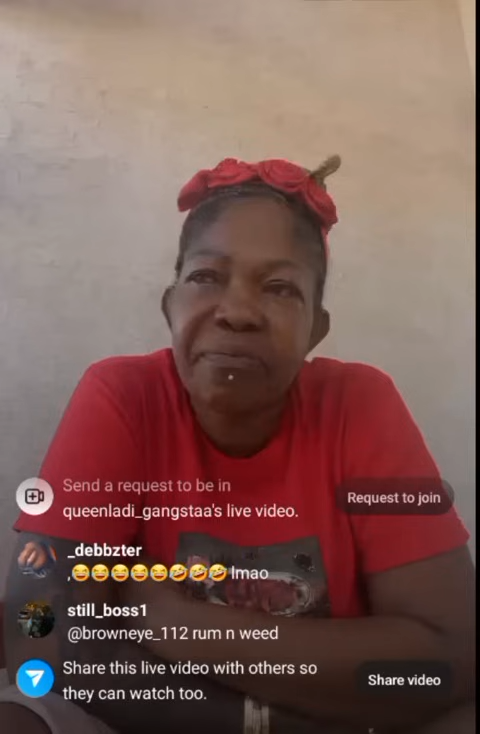 Send a request to be in
queenladi_gangstaa's live video.
Request to join
_debbzter
,😂😂😂😂😂🤣🤣🤣 lmao
still_boss1
@browneye_112 rum n weed
Share this live video with others so
they can watch too.
Share video